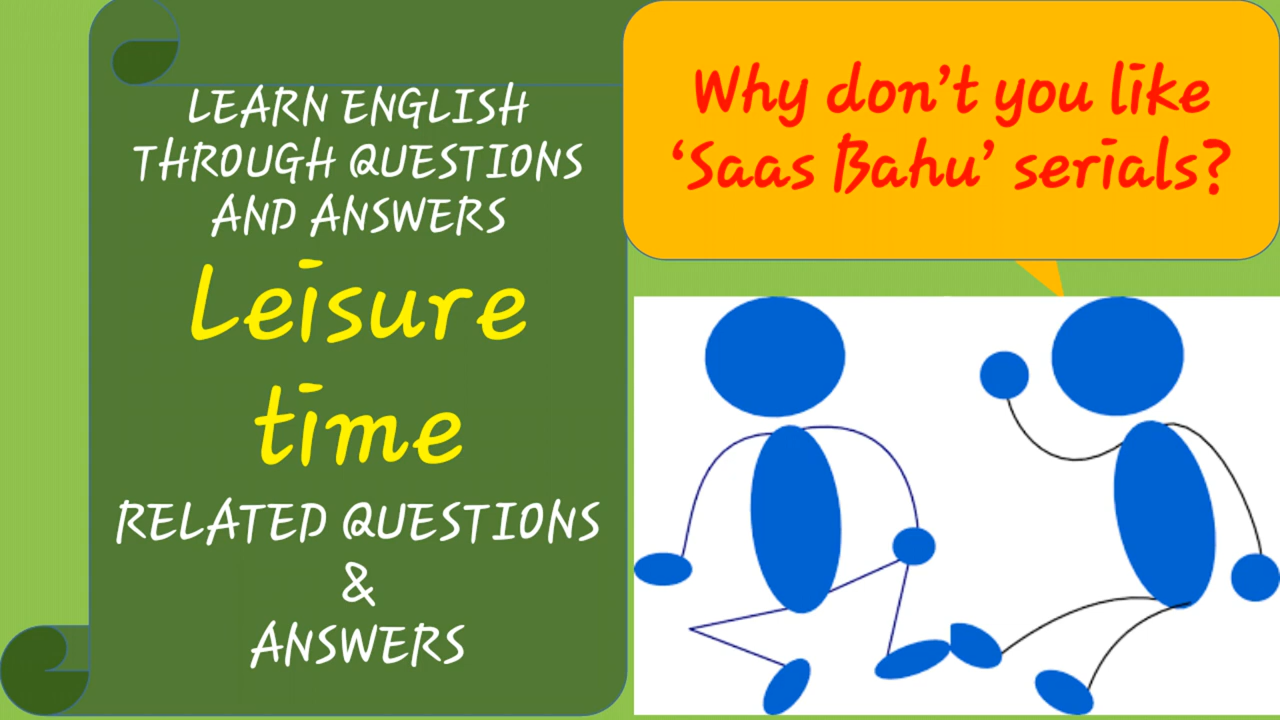 LEARN ENGLISH
THROUGH QUESTIONS
AND ANSWERS
Leisure
time
RELATED QUESTIONS
&
ANSWERS
Why don’t you like
‘Saas Bahu’ serials?